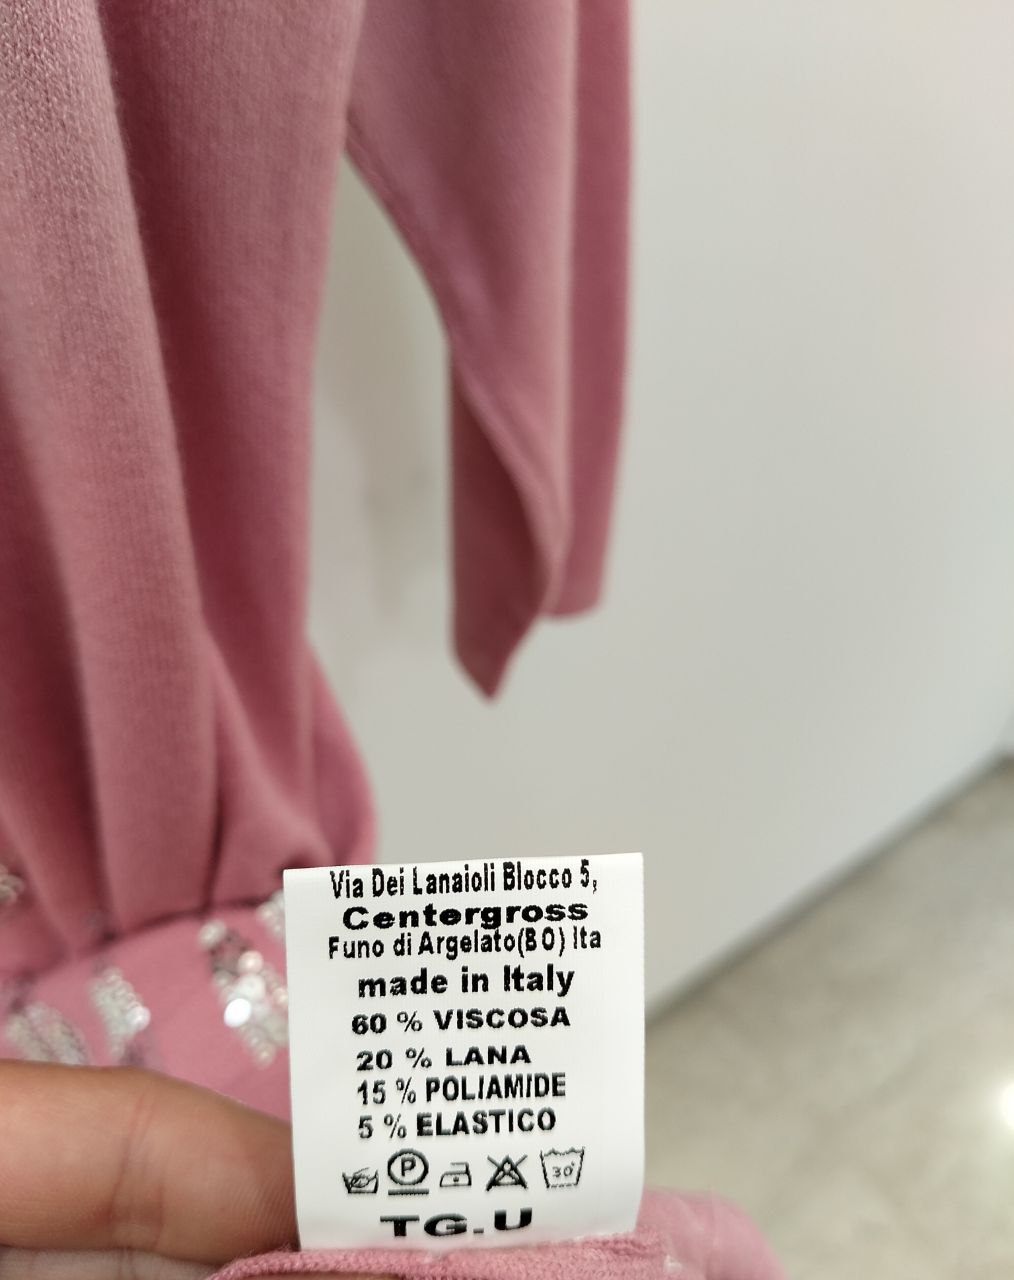 Via Dei Lanaioli Blocco 5,
Centergross
Funo di Argelato(BO) Ita
made in Italy
60 % VISCOSA
20 % LANA
15 % POLIAMIDE
5 % ELASTICO
P 30°
TG.U